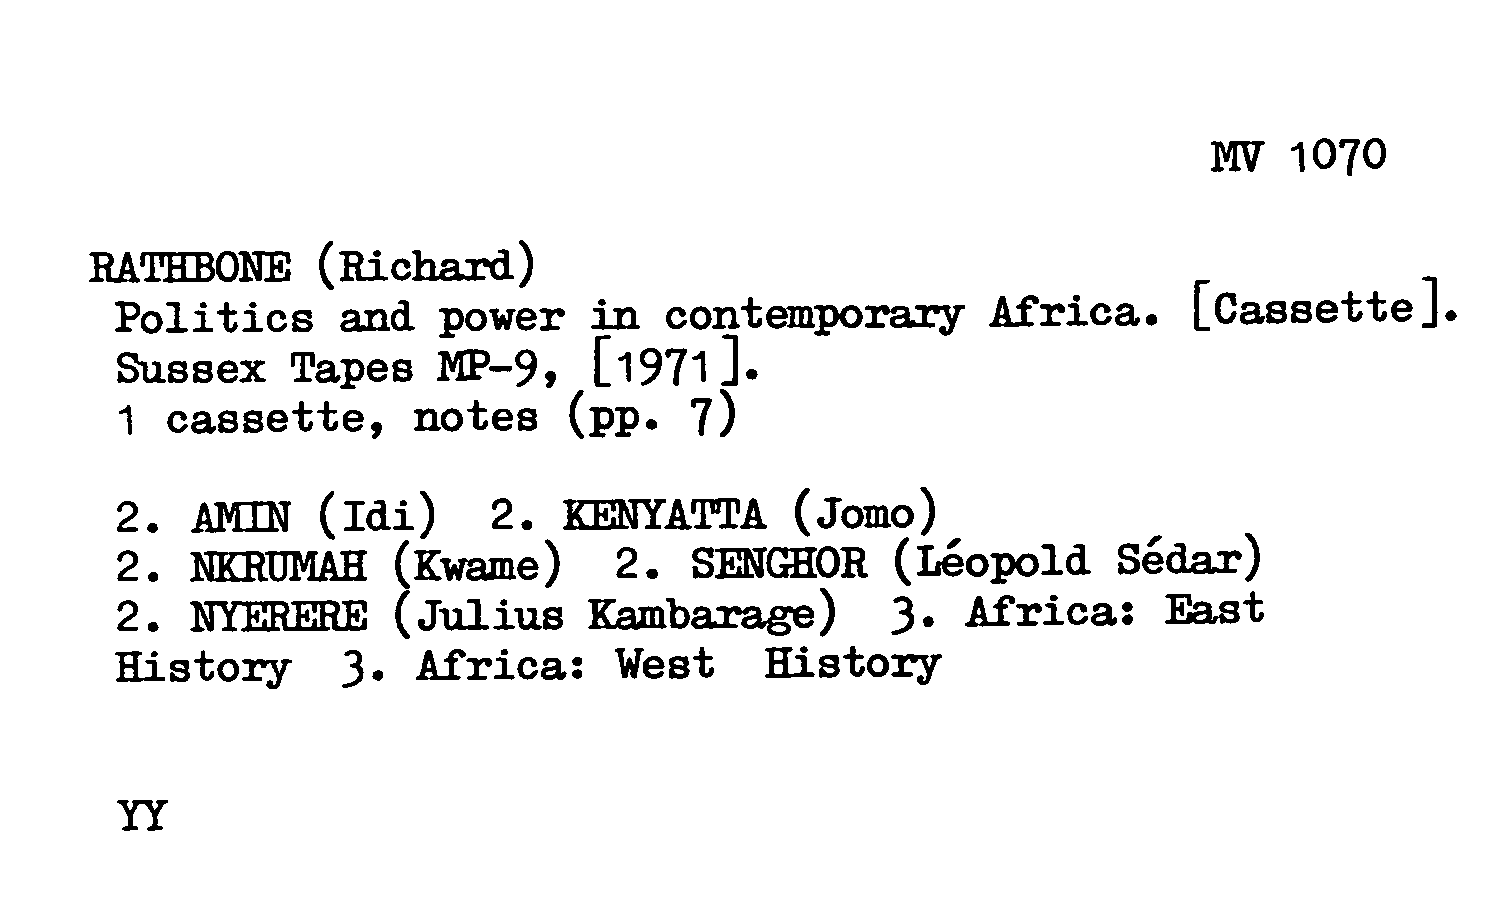 MV 1070
RATHBONE (Richard)
Politics and power in contemporary Africa. [Cassette].
Sussex Tapes MP-9, [1971].
1 cassette, notes (pp. 7)
2. AMIN (Idi) 2. KENYATTA (Jomo)
2. NKRUMAH (Kwame) 2. SENGHOR (Léopold Sédar)
2. NYERERE (Julius Kambarage) 3. Africa: East
History 3. Africa: West History
YY